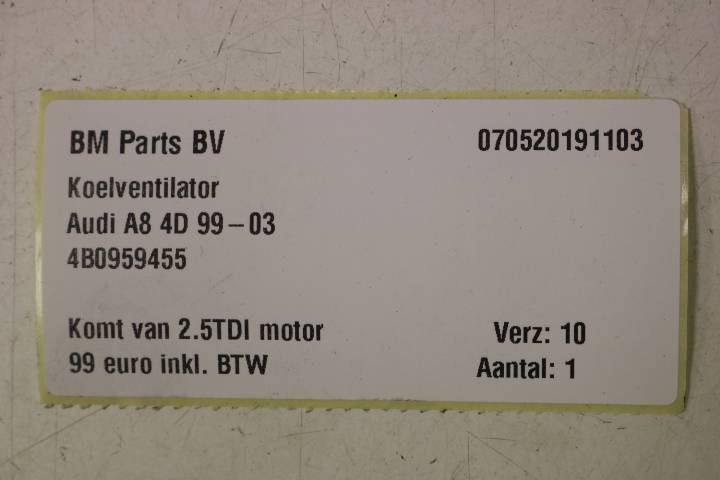 BM Parts BV 070520191103
Koelventilator
Audi A8 4D 99-03
4B0959455
Komt van 2.5TDI motor Verz: 10
99 euro inkl. BTW Aantal: 1